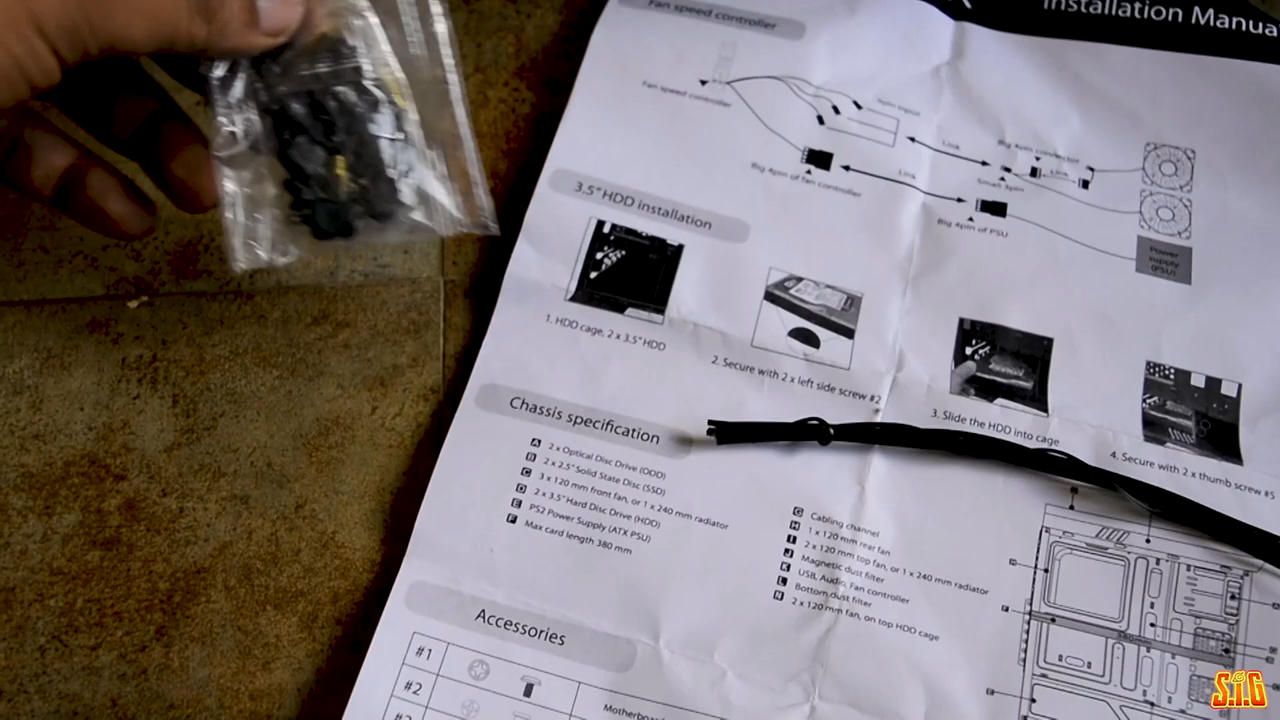 Installation Manua
Fan speed controller
Fan speed controller
4pin input
Link
Big 4pin connector
Link
Small 3pin
Big 4pin of fan controller
Link
Big 4pin of PSU
Power
supply
(PSU)
3.5" HDD installation
1. HDD cage, 2 x 3.5" HDD
2. Secure with 2 x left side screw #2
3. Slide the HDD into cage
4. Secure with 2 x thumb screw #5
Chassis specification
A 2 x Optical Disc Drive (ODD)
B 2 x 2.5" Solid State Disc (SSD)
C 3 x 120 mm front fan, or 1 x 240 mm radiator
D 2 x 3.5" Hard Disc Drive (HDD)
E PS2 Power Supply (ATX PSU)
F Max card length 380 mm
G Cabling channel
H 1 x 120 mm rear fan
I 2 x 120 mm top fan, or 1 x 240 mm radiator
J Magnetic dust filter
K USB, Audio, Fan controller
L Bottom dust filter
N 2 x 120 mm fan, on top HDD cage
Accessories
#1
#2
Motherboard
S.I.G